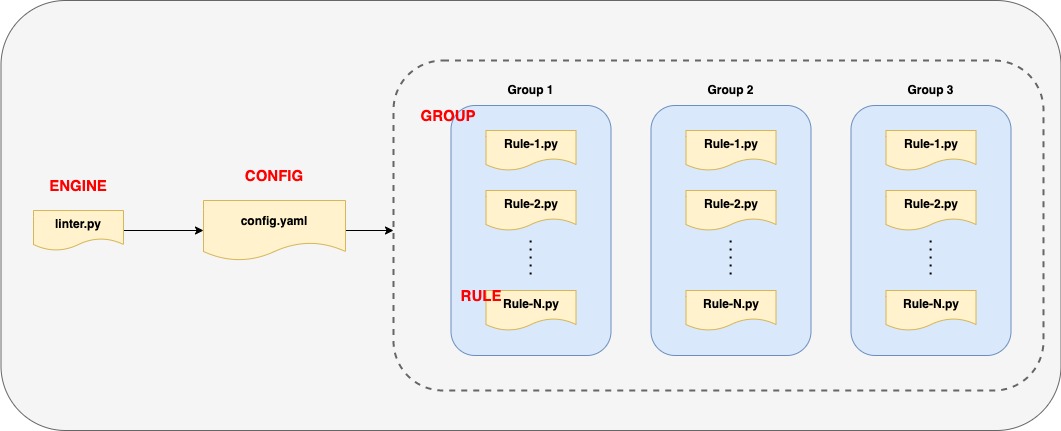 Group 1
Group 2
Group 3
GROUP
Rule-1.py
Rule-1.py
Rule-1.py
ENGINE
CONFIG
linter.py
config.yaml
Rule-2.py
Rule-2.py
Rule-2.py
RULE
Rule-N.py
Rule-N.py
Rule-N.py